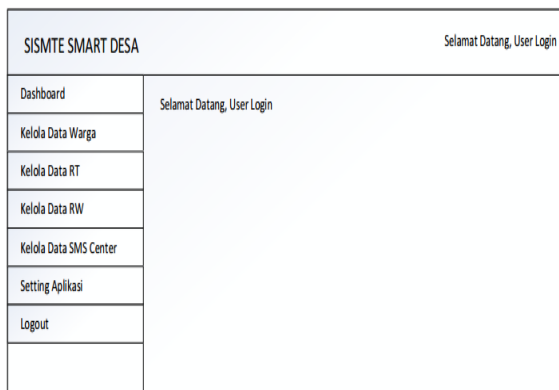 SISMTE SMART DESA
Selamat Datang, User Login
Dashboard
Selamat Datang, User Login
Kelola Data Warga
Kelola Data RT
Kelola Data RW
Kelola Data SMS Center
Setting Aplikasi
Logout